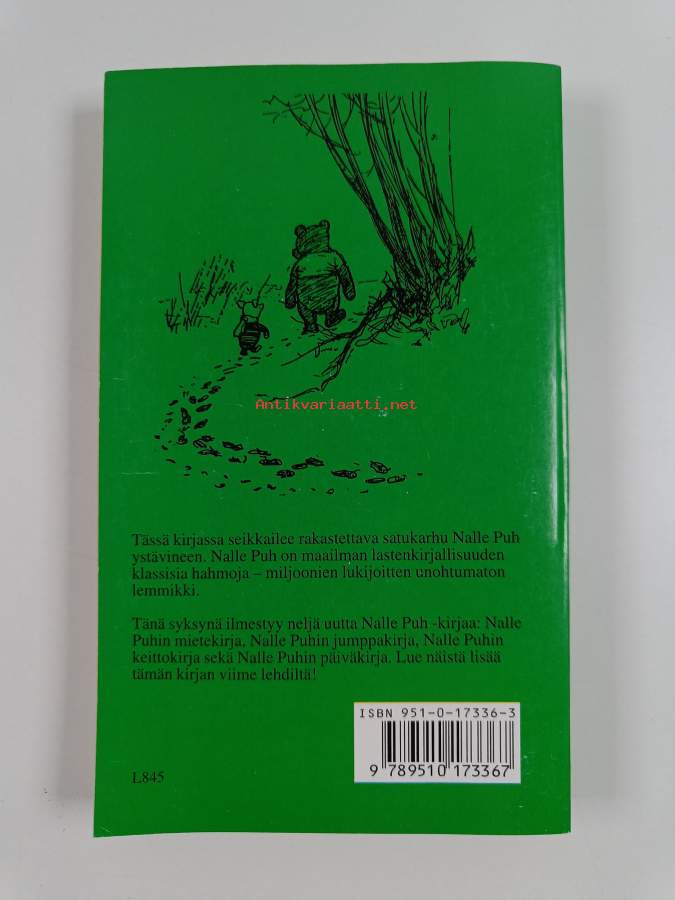 Antikvariaatti.net
Tässä kirjassa seikkailee rakastettava satukarhu Nalle Puh
ystävineen. Nalle Puh on maailman lastenkirjallisuuden
klassisia hahmoja – miljoonien lukijoitten unohtumaton
lemmikki.
Tänä syksynä ilmestyy neljä uutta Nalle Puh -kirjaa: Nalle
Puhin mietekirja, Nalle Puhin jumppakirja, Nalle Puhin
keittokirja sekä Nalle Puhin päiväkirja. Lue näistä lisää
tämän kirjan viime lehdiltä!
ISBN 951-0-17336-3
9 789510 173367
L845